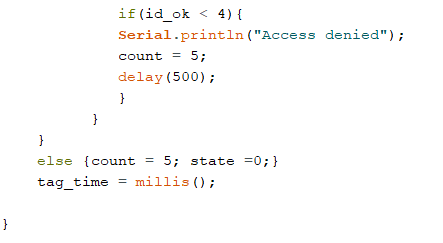 if(id_ok < 4){
Serial.println("Access denied");
count = 5;
delay(500);
}
}
}
else {count = 5; state =0;}
tag_time = millis();
}